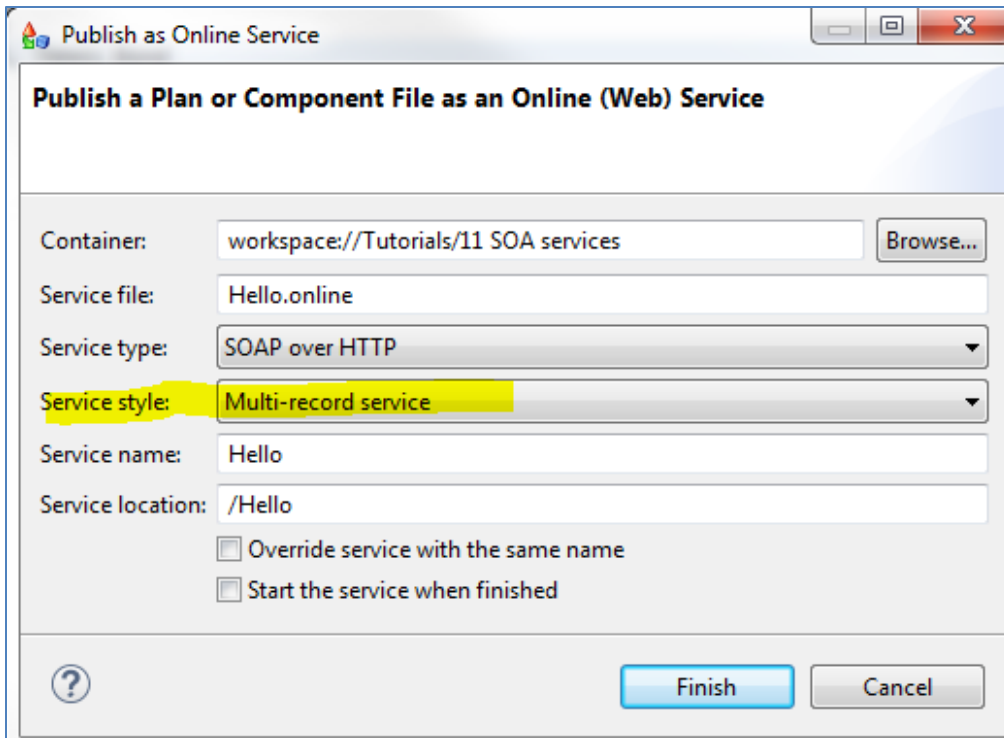 Publish as Online Service
Publish a Plan or Component File as an Online (Web) Service
Container: workspace://Tutorials/11 SOA services Browse...
Service file: Hello.online
Service type: SOAP over HTTP
Service style: Multi-record service
Service name: Hello
Service location: /Hello
Override service with the same name
Start the service when finished
? Finish Cancel